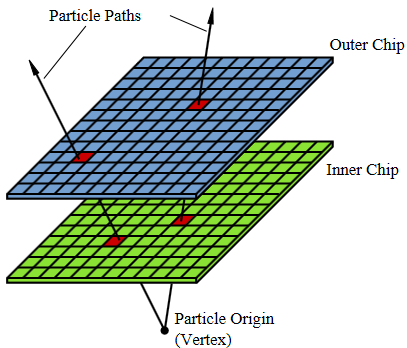 Particle Paths
Outer Chip
Inner Chip
Particle Origin
(Vertex)